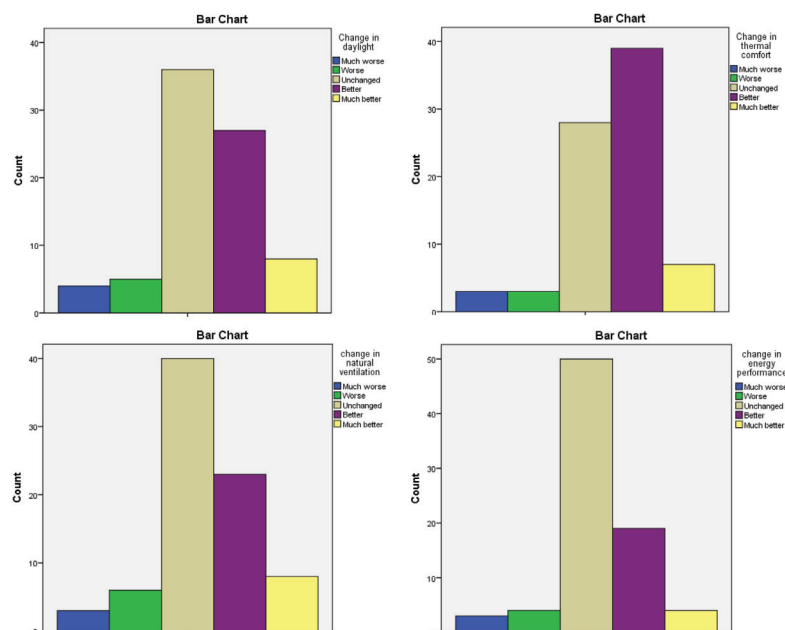 Bar Chart
Change in
daylight
Much worse
Worse
Unchanged
Better
Much better
40
30
20
10
0
Count
Bar Chart
Change in
thermal
comfort
Much worse
Worse
Unchanged
Better
Much better
40
30
20
10
0
Count
Bar Chart
change in
natural
ventilation
Much worse
Worse
Unchanged
Better
Much better
40
30
20
10
Count
Bar Chart
change in
energy
performance
Much worse
Worse
Unchanged
Better
Much better
50
40
30
20
10
Count